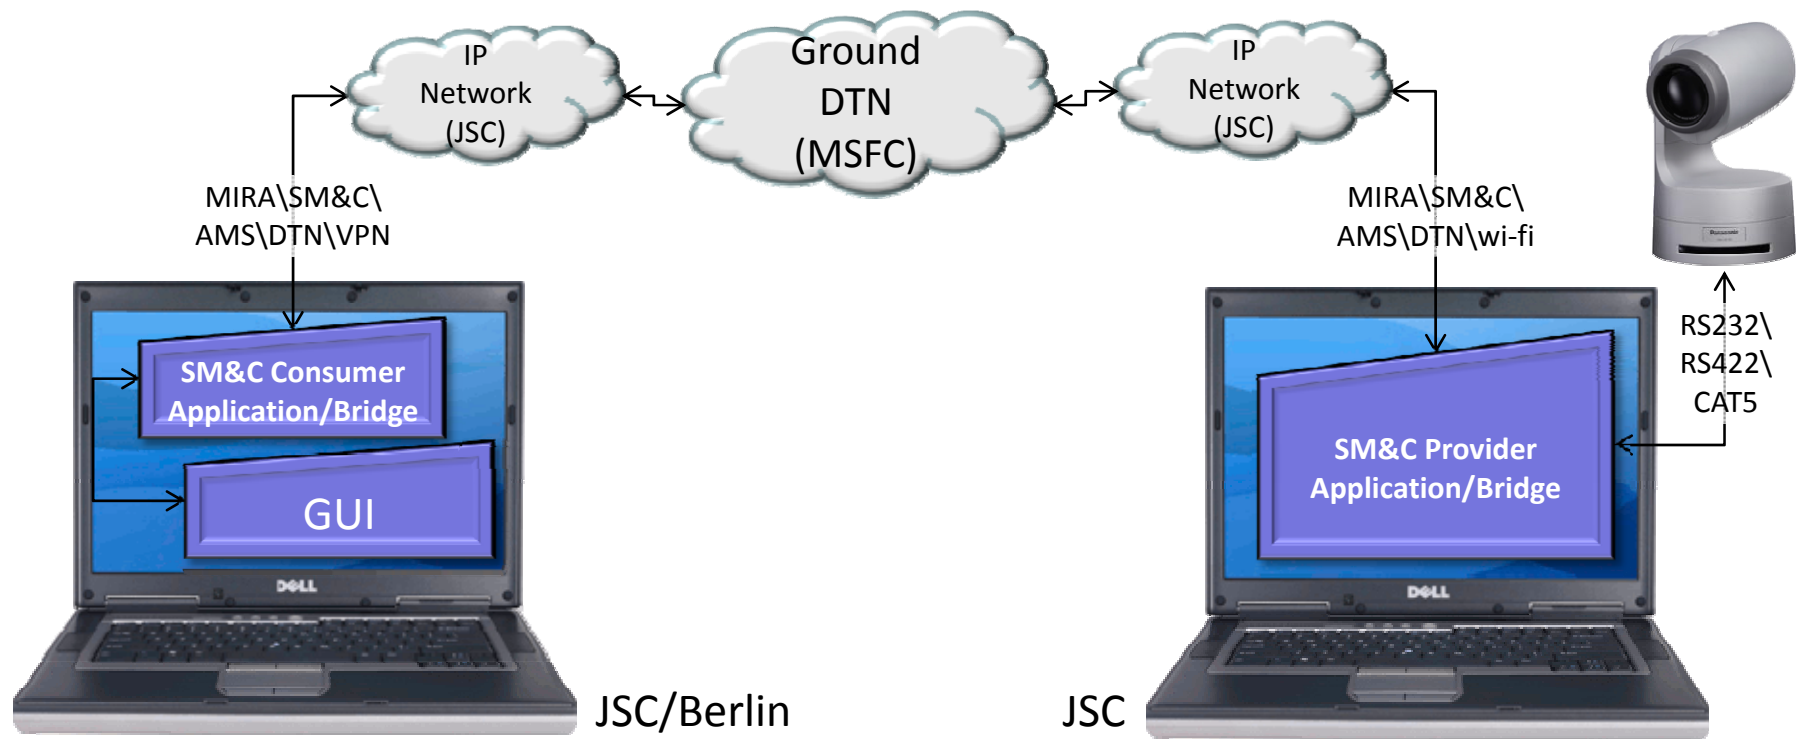 IP
Network
(JSC)
Ground
DTN
(MSFC)
IP
Network
(JSC)
MIRA\SM&C\
AMS\DTN\VPN
MIRA\SM&C\
AMS\DTN\wi-fi
Panasonic
RS232\
RS422\
CAT5
SM&C Consumer
Application/Bridge
GUI
SM&C Provider
Application/Bridge
DELL
DELL
JSC/Berlin
JSC